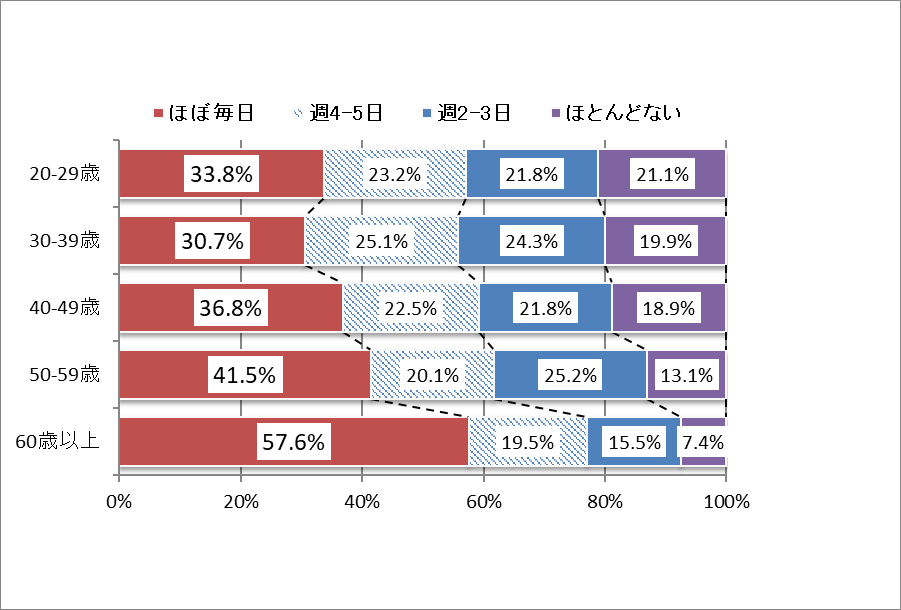 ほぼ毎日 週4-5日 週2-3日 ほとんどない
20-29歳 33.8% 23.2% 21.8% 21.1%
30-39歳 30.7% 25.1% 24.3% 19.9%
40-49歳 36.8% 22.5% 21.8% 18.9%
50-59歳 41.5% 20.1% 25.2% 13.1%
60歳以上 57.6% 19.5% 15.5% 7.4%
0% 20% 40% 60% 80% 100%